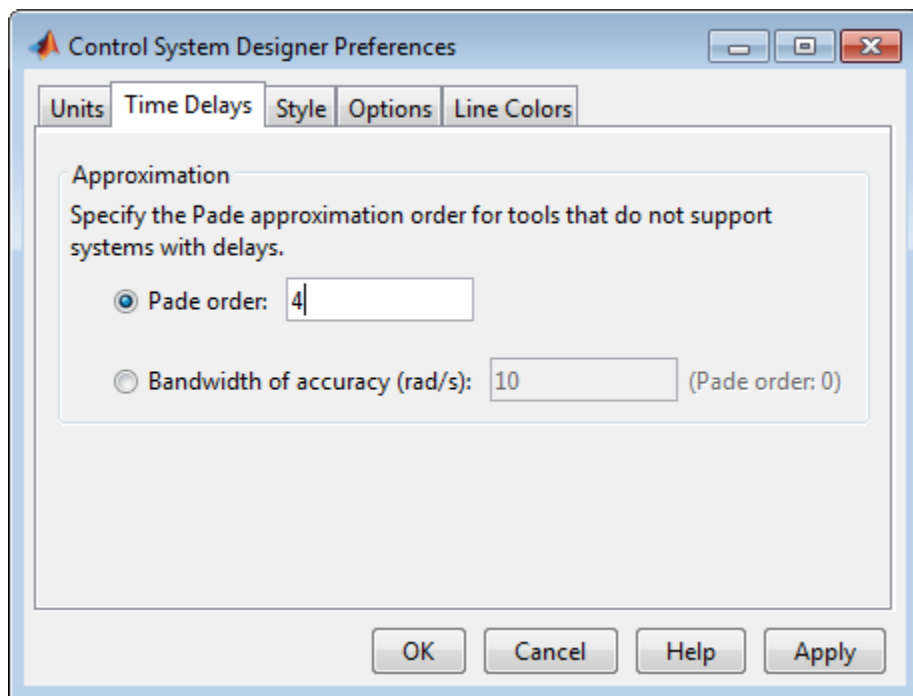 Control System Designer Preferences
Units Time Delays Style Options Line Colors
Approximation
Specify the Pade approximation order for tools that do not support
systems with delays.
Pade order: 4
Bandwidth of accuracy (rad/s): 10 (Pade order: 0)
OK Cancel Help Apply